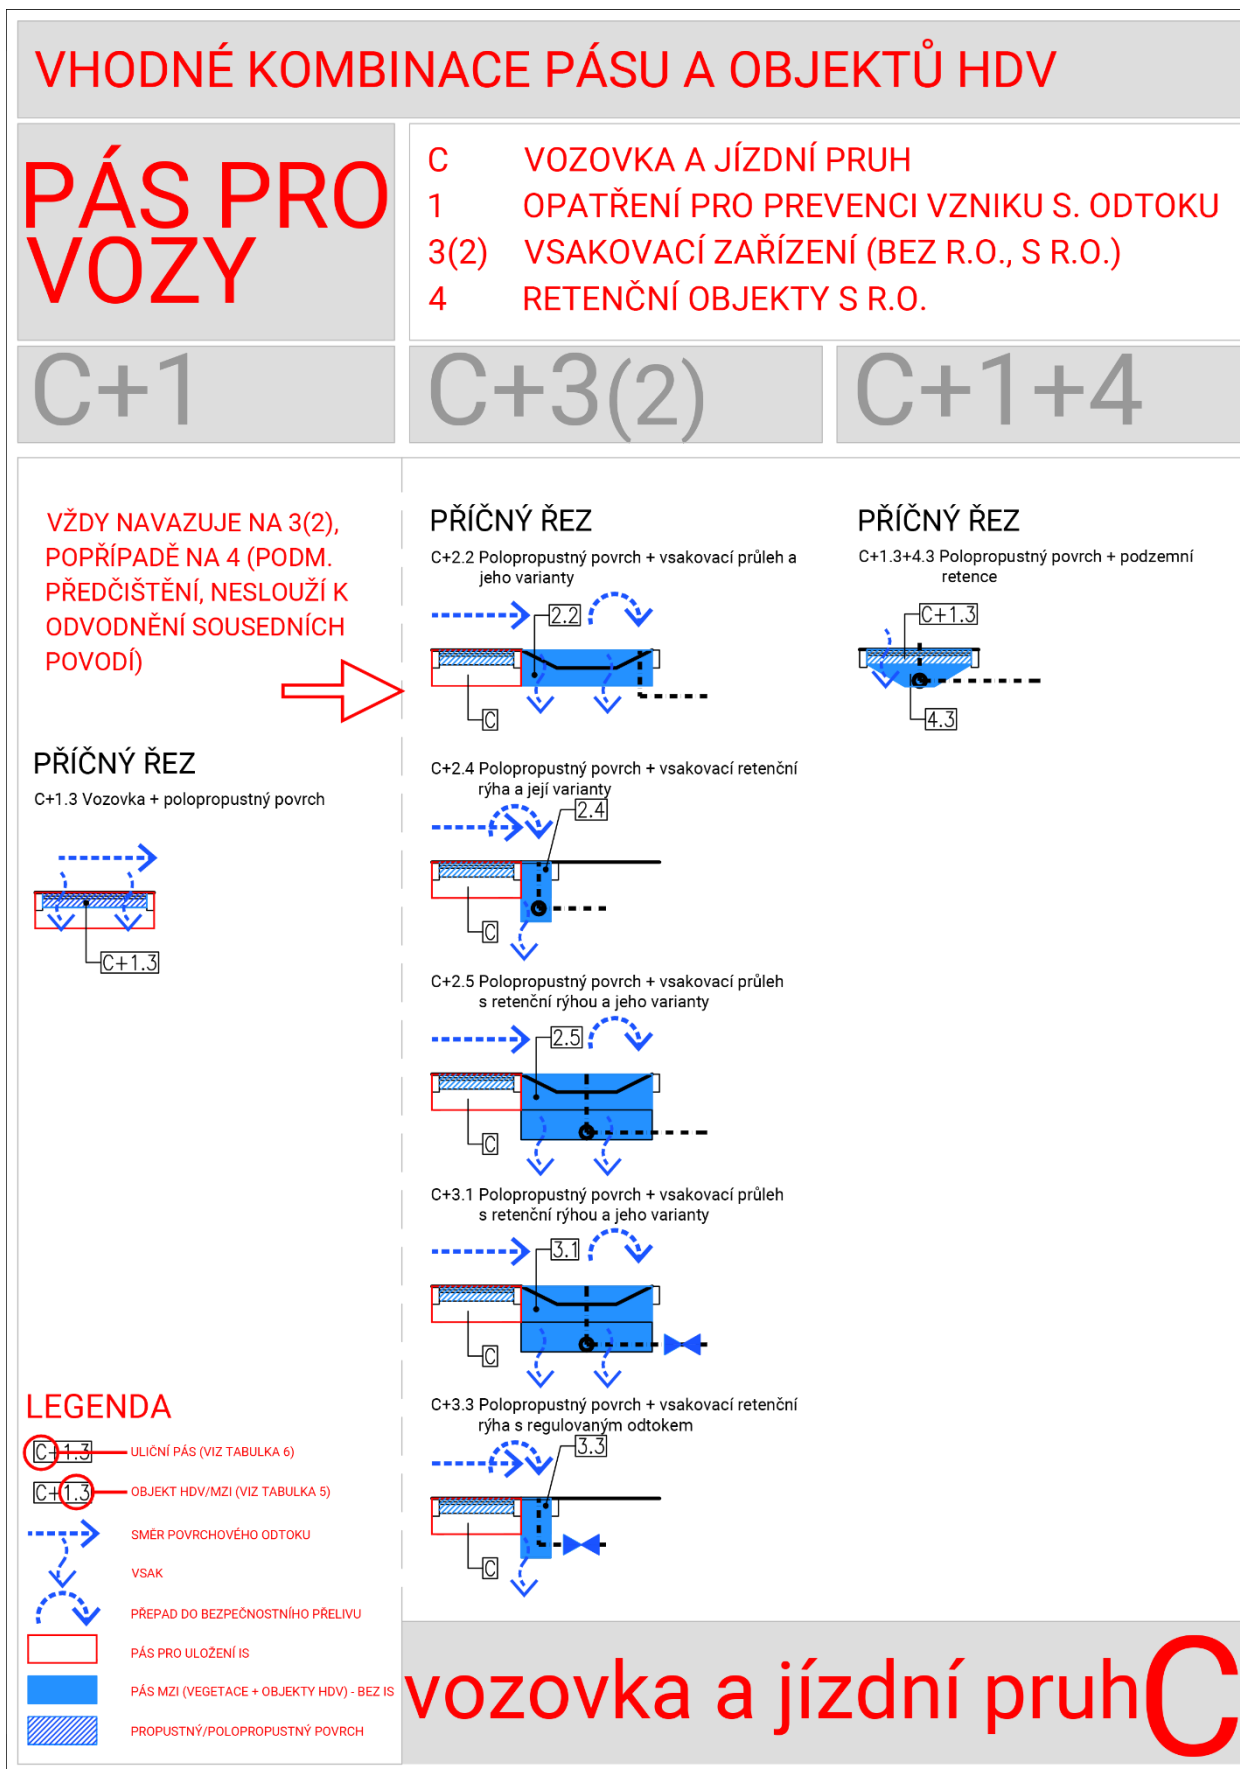 VHODNÉ KOMBINACE PÁSU A OBJEKTŮ HDV
PÁS PRO
VOZY
C VOZOVKA A JÍZDNÍ PRUH
1 OPATŘENÍ PRO PREVENCI VZNIKU S. ODTOKU
3(2) VSAKOVACÍ ZAŘÍZENÍ (BEZ R.O., S R.O.)
4 RETENČNÍ OBJEKTY S R.O.
C+1
C+3(2)
C+1+4
VŽDY NAVAZUJE NA 3(2),
POPŘÍPADĚ NA 4 (PODM.
PŘEDČIŠTĚNÍ, NESLOUŽÍ K
ODVODNĚNÍ SOUSEDNÍCH
POVODÍ)
PŘÍČNÝ ŘEZ
C+1.3 Vozovka + polopropustný povrch
C+1.3
PŘÍČNÝ ŘEZ
C+2.2 Polopropustný povrch + vsakovací průleh a
jeho varianty
2.2
C
C+2.4 Polopropustný povrch + vsakovací retenční
rýha a její varianty
2.4
C
C+2.5 Polopropustný povrch + vsakovací průleh
s retenční rýhou a jeho varianty
2.5
C
C+3.1 Polopropustný povrch + vsakovací průleh
s retenční rýhou a jeho varianty
3.1
C
C+3.3 Polopropustný povrch + vsakovací retenční
rýha s regulovaným odtokem
3.3
C
PŘÍČNÝ ŘEZ
C+1.3+4.3 Polopropustný povrch + podzemní
retence
C+1.3
4.3
LEGENDA
C+1.3 ULIČNÍ PÁS (VIZ TABULKA 6)
C+1.3 OBJEKT HDV/MZI (VIZ TABULKA 5)
SMĚR POVRCHOVÉHO ODTOKU
VSAK
PŘEPAD DO BEZPEČNOSTNÍHO PŘELIVU
PÁS PRO ULOŽENÍ IS
PÁS MZI (VEGETACE + OBJEKTY HDV) - BEZ IS
PROPUSTNÝ/POLOPROPUSTNÝ POVRCH
vozovka a jízdní pruh C